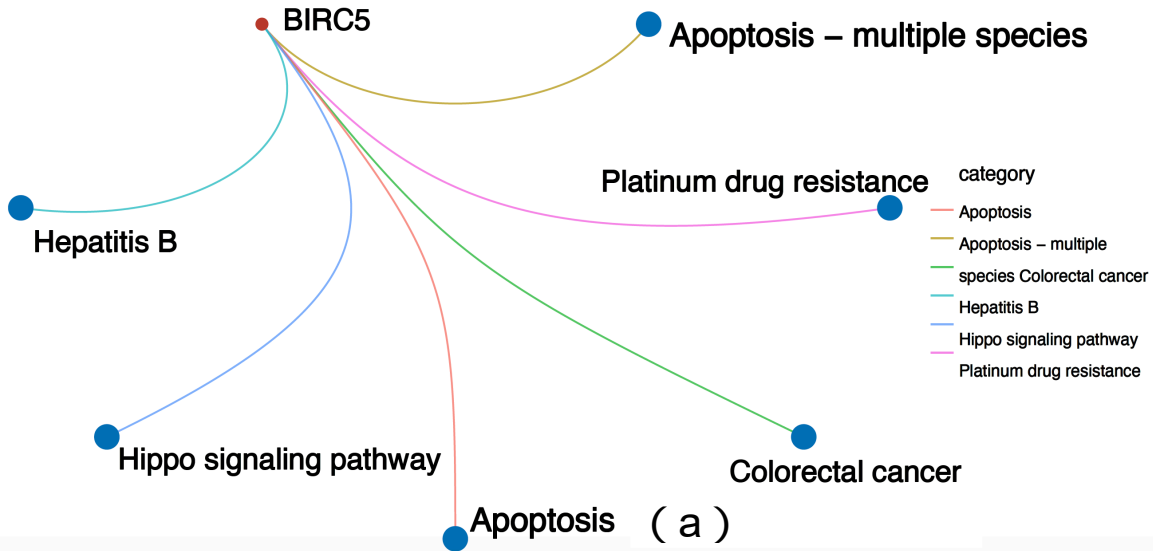 BIRC5
Apoptosis – multiple species
Platinum drug resistance
Hepatitis B
Hippo signaling pathway
Colorectal cancer
Apoptosis
( a )
category
Apoptosis
Apoptosis – multiple
species Colorectal cancer
Hepatitis B
Hippo signaling pathway
Platinum drug resistance